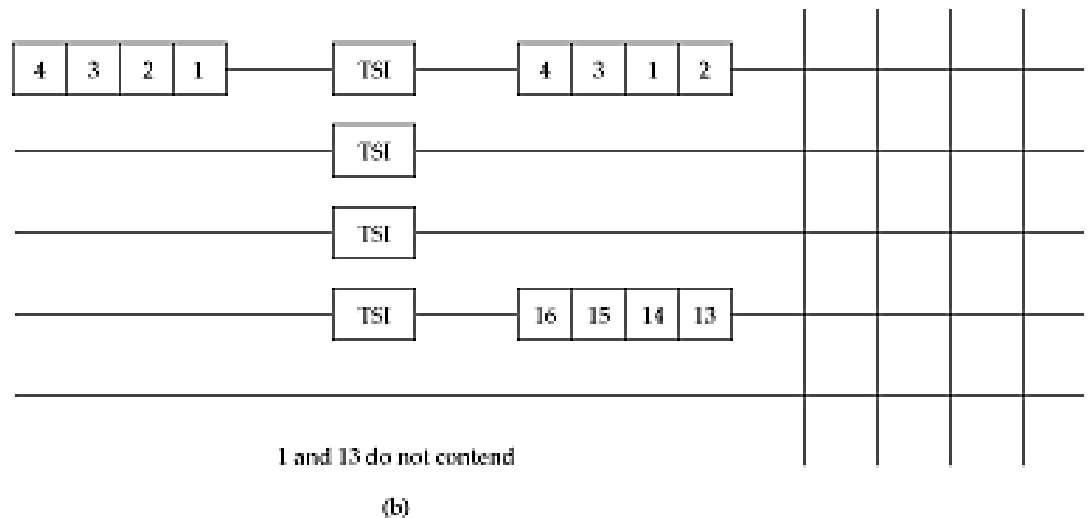 4 3 2 1 TSI 4 3 1 2
TSI
TSI
TSI 16 15 14 13
1 and 13 do not contend
(b)